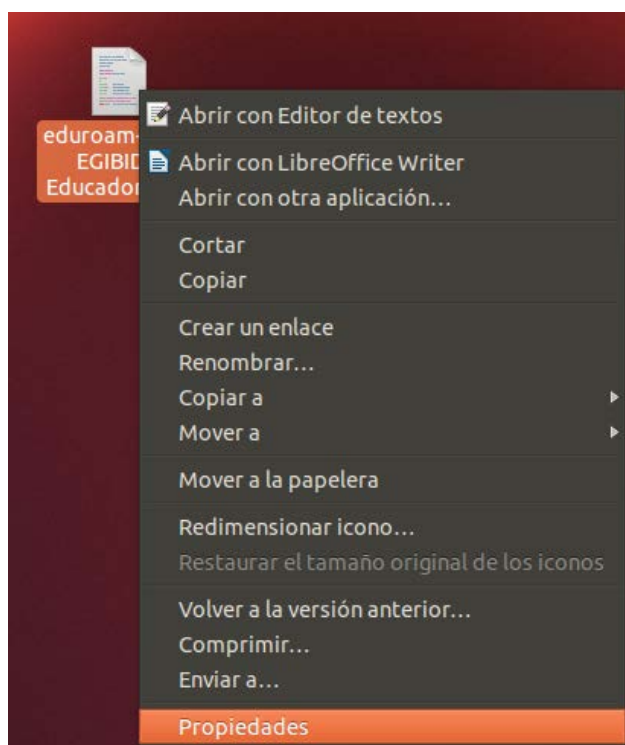 eduroam-
EGIBID
Educador
Abrir con Editor de textos
Abrir con LibreOffice Writer
Abrir con otra aplicación...
Cortar
Copiar
Crear un enlace
Renombrar...
Copiar a
Mover a
Mover a la papelera
Redimensionar icono...
Restaurar el tamaño original de los iconos
Volver a la versión anterior...
Comprimir...
Enviar a...
Propiedades